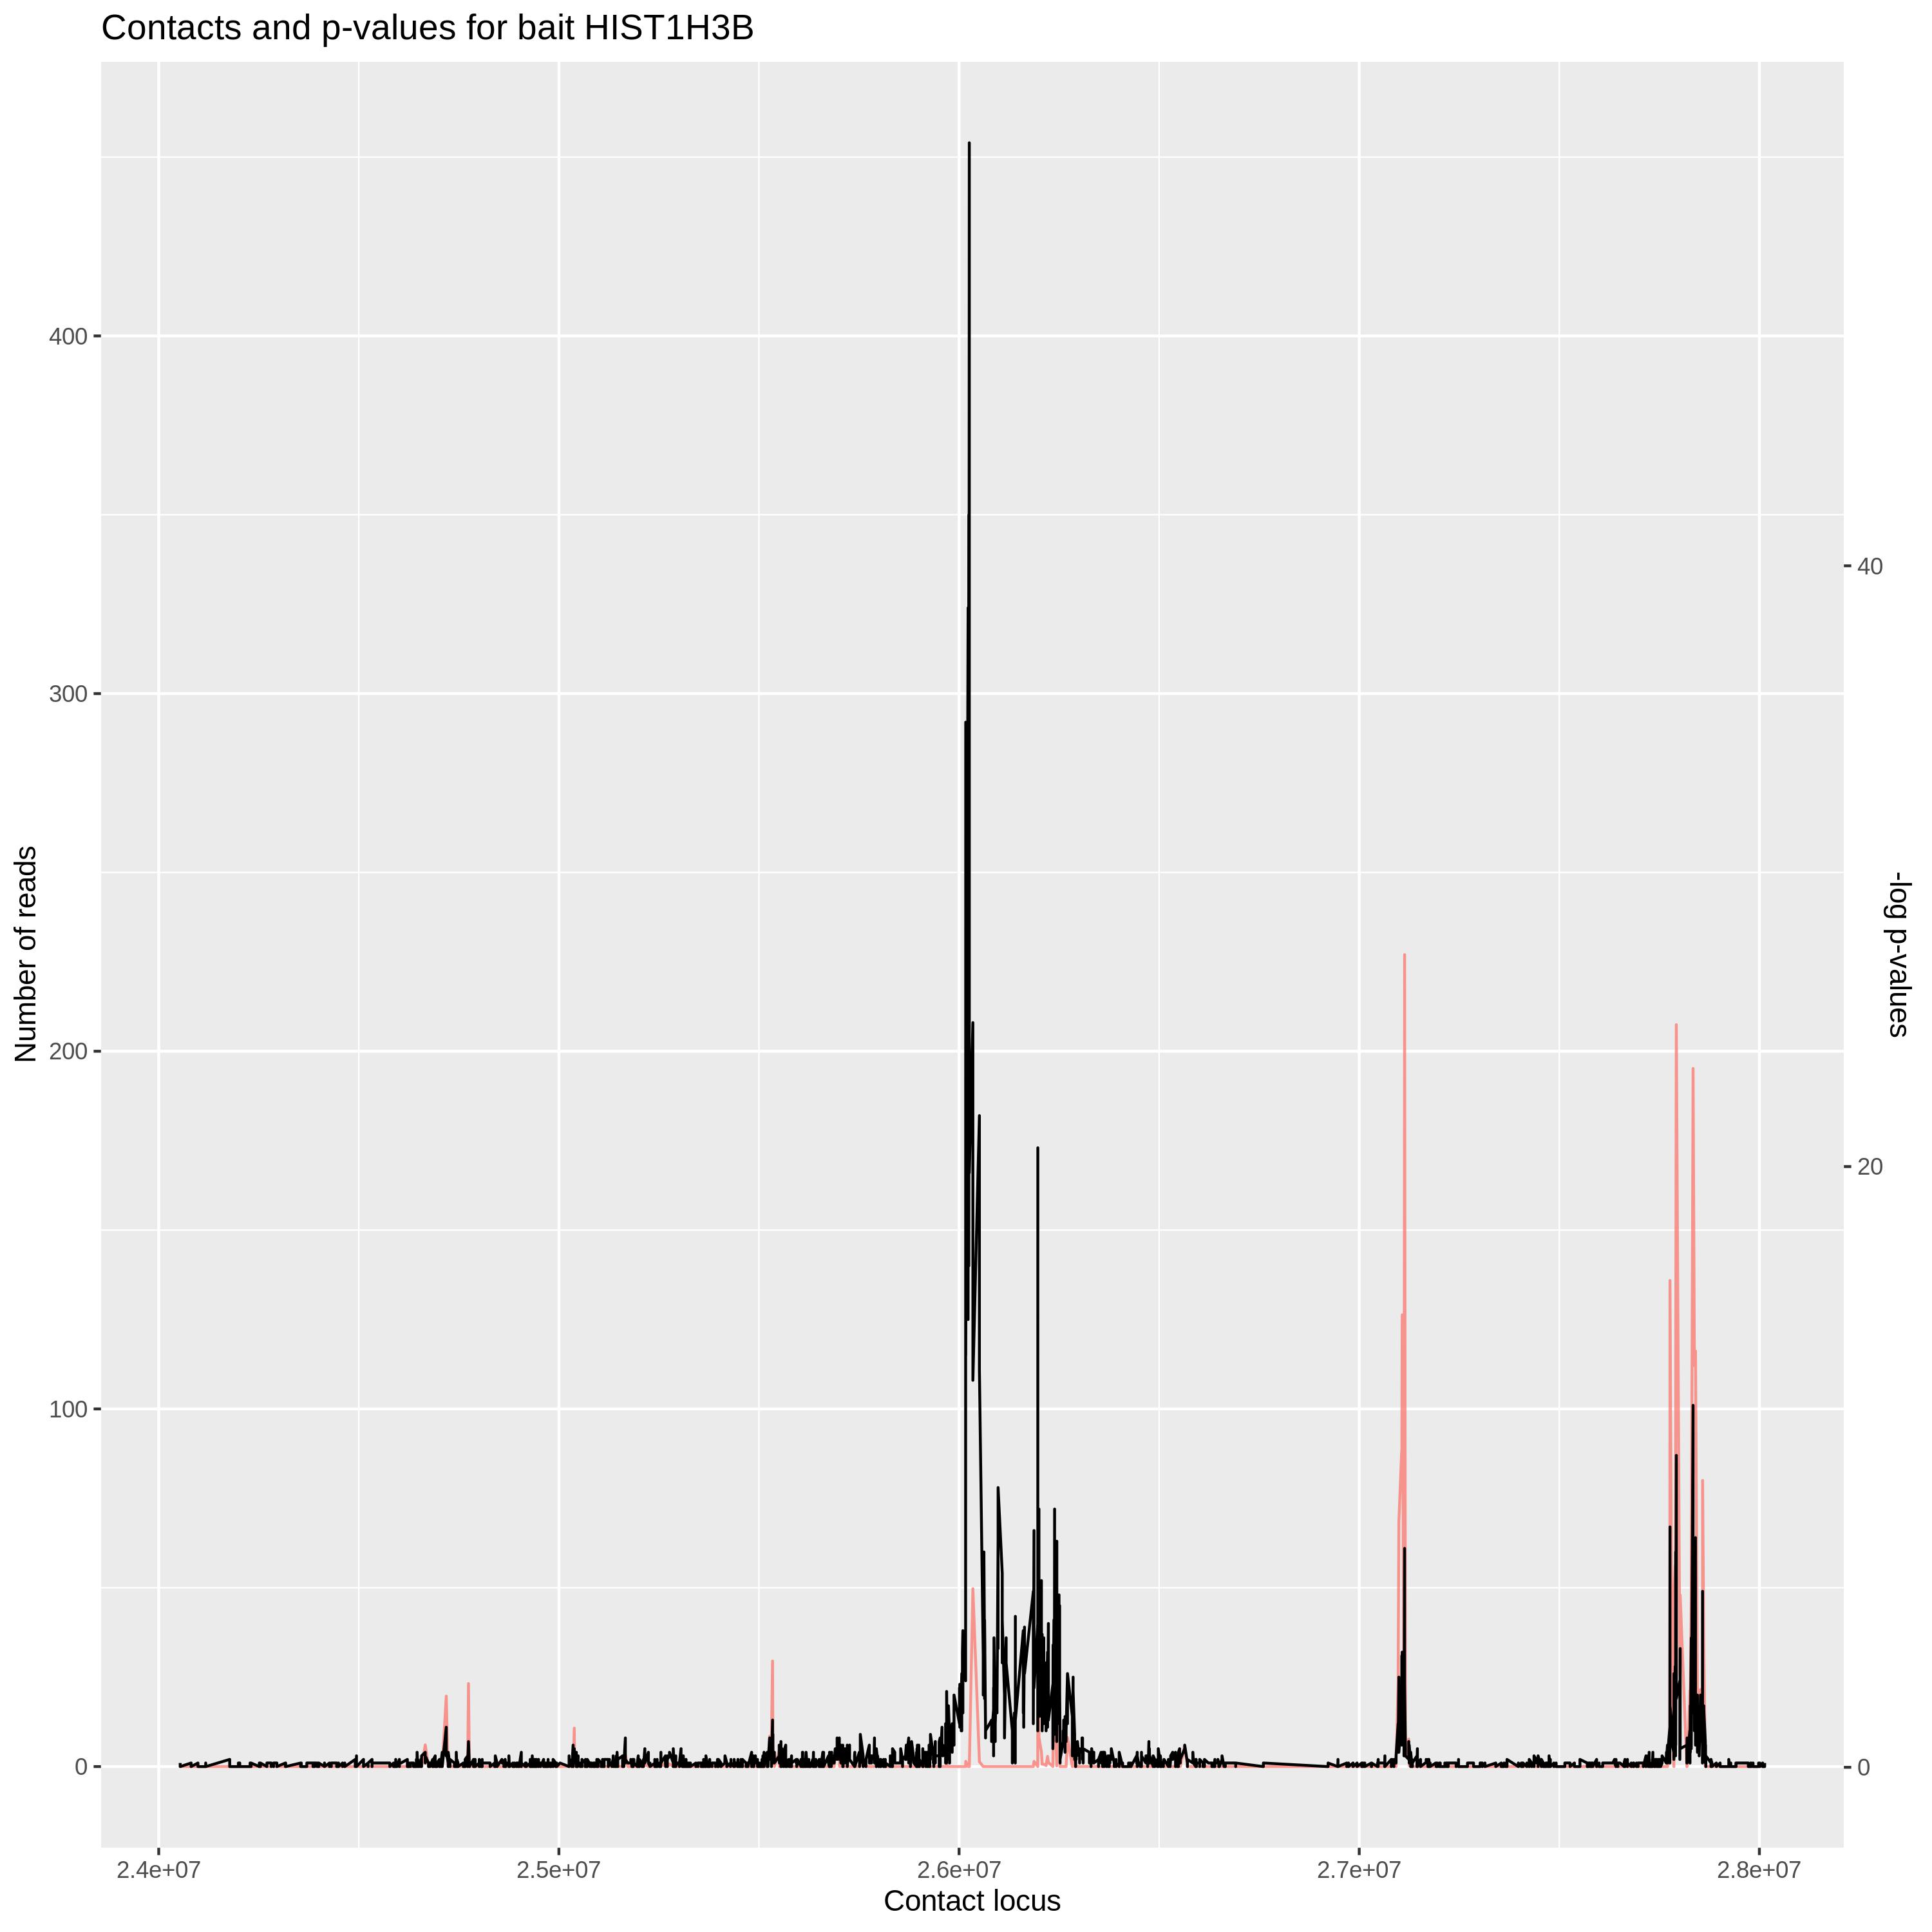 Contacts and p-values for bait HIST1H3B
400
300
200
100
0
Number of reads
40
20
0
-log p-values
2.4e+07
2.5e+07
2.6e+07
2.7e+07
2.8e+07
Contact locus